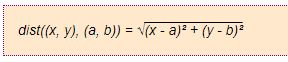 dist((x, y), (a, b)) = √(x - a)² + (y - b)²